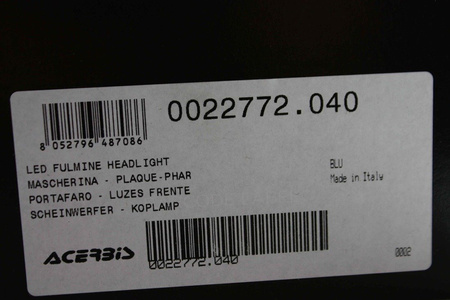 0022772.040
8 052796 487086
LED FULMINE HEADLIGHT
MASCHERINA - PLAQUE-PHAR
PORTAFARO - LUZES FRENTE
SCHEINWERFER - KOPLAMP
BLU
Made in Italy
ACERBIS
0022772.040
0002